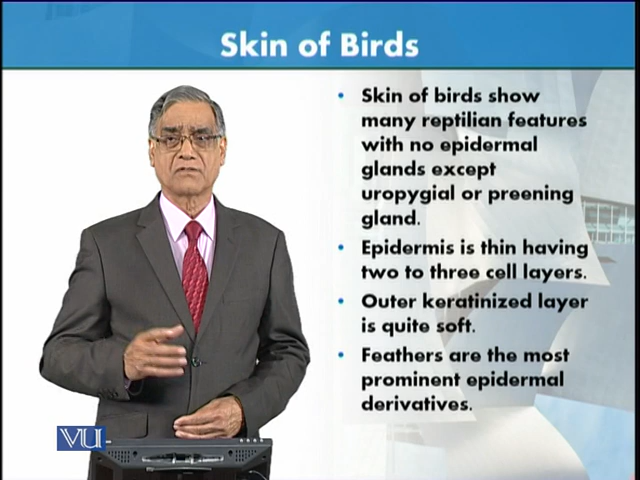 Skin of Birds
• Skin of birds show
many reptilian features
with no epidermal
glands except
uropygial or preening
gland.
• Epidermis is thin having
two to three cell layers.
• Outer keratinized layer
is quite soft.
• Feathers are the most
prominent epidermal
derivatives.
VU